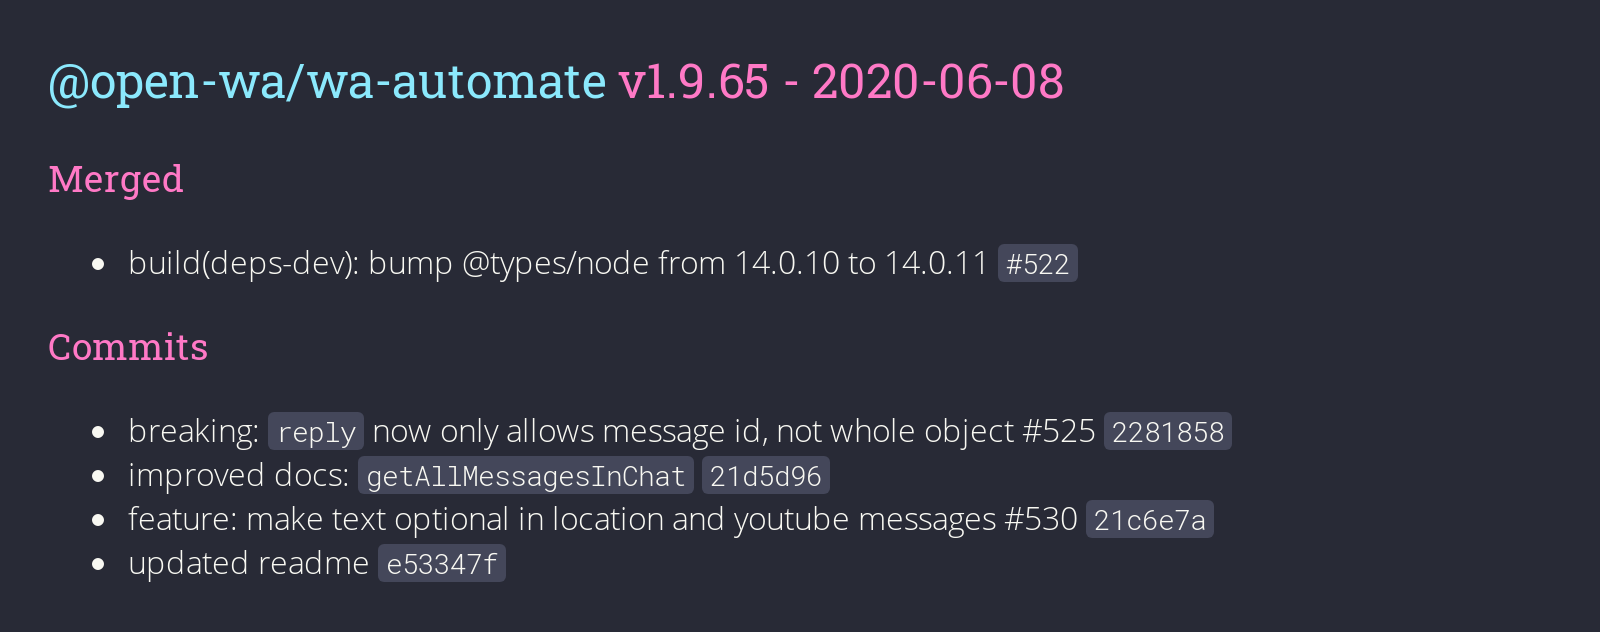 @open-wa/wa-automate v1.9.65 - 2020-06-08
Merged
build(deps-dev): bump @types/node from 14.0.10 to 14.0.11 #522
Commits
breaking: reply now only allows message id, not whole object #525 2281858
improved docs: getAllMessagesInChat 21d5d96
feature: make text optional in location and youtube messages #530 21c6e7a
updated readme e53347f